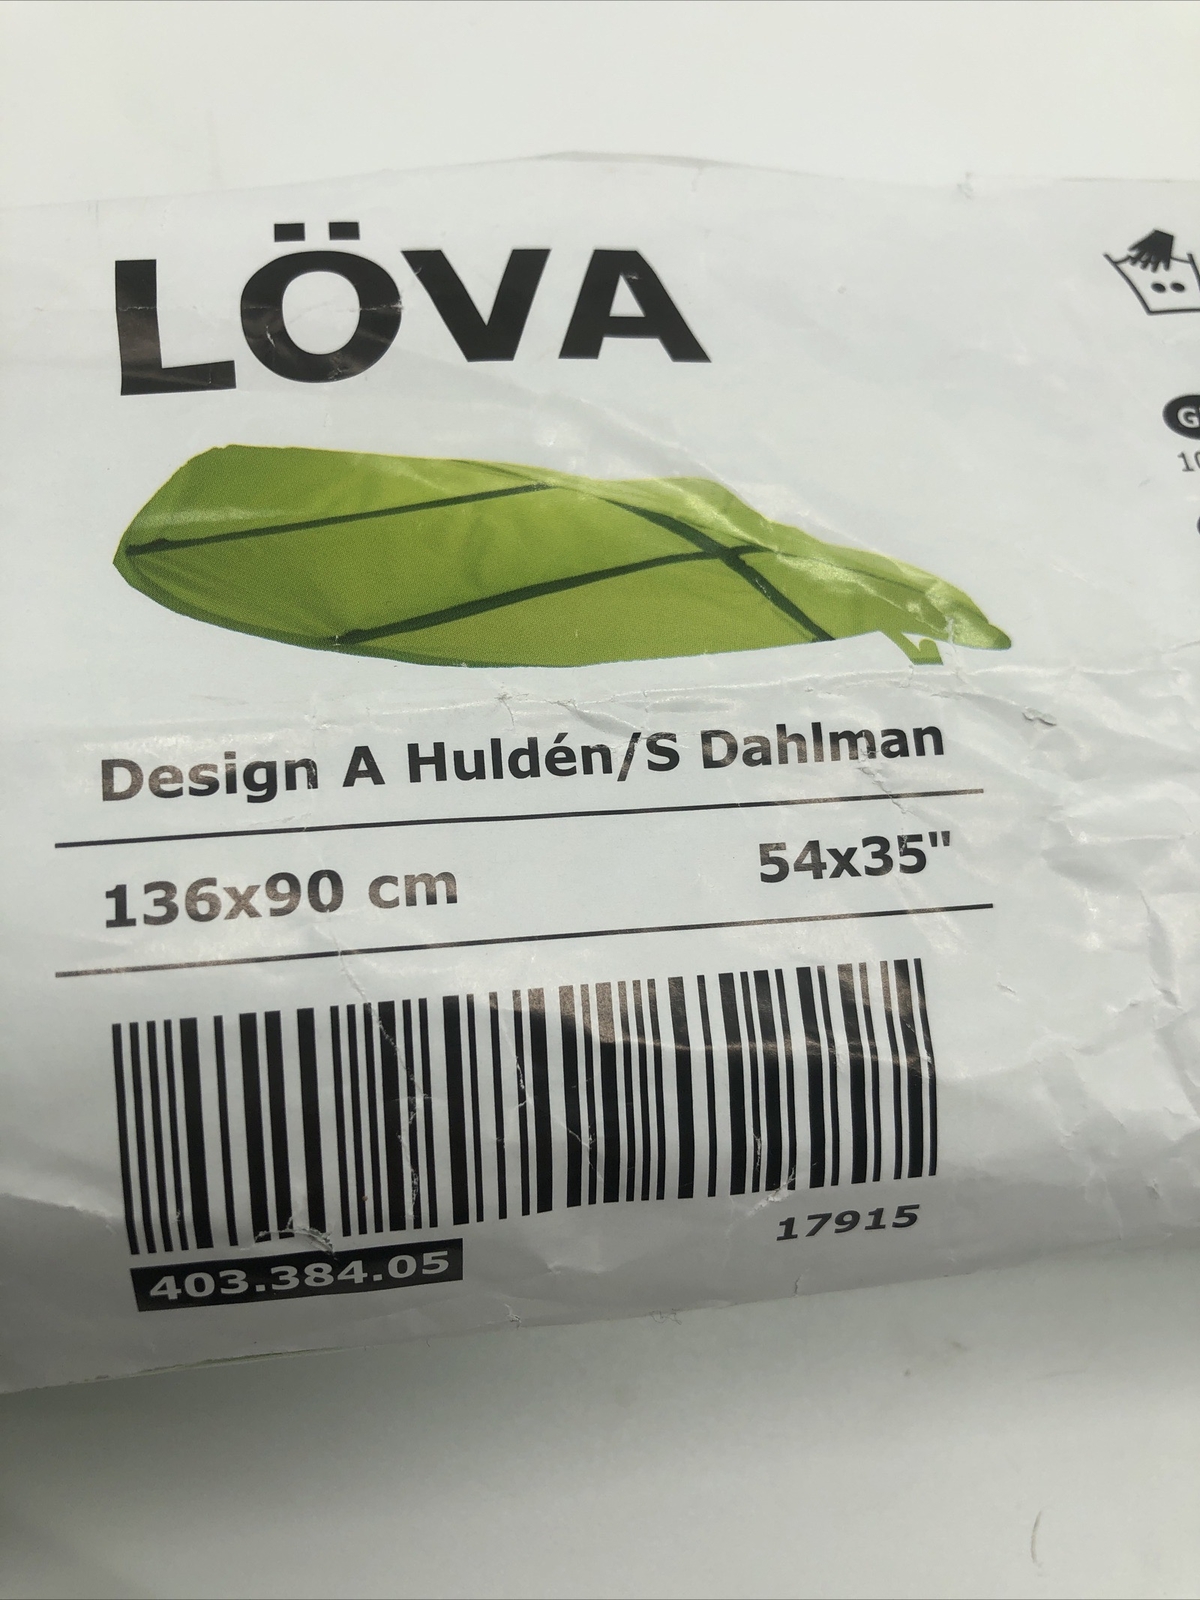 LÖVA
Design A Huldén/S Dahlman
136x90 cm 54x35"
17915
403.384.05